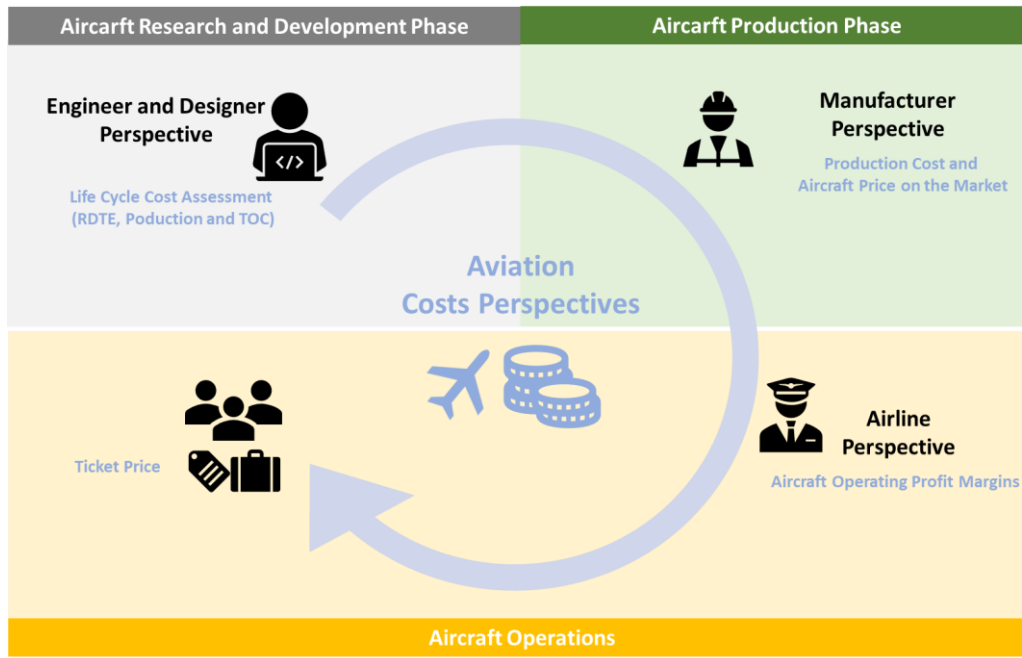 Aircarft Research and Development Phase
Aircarft Production Phase
Engineer and Designer
Perspective
Life Cycle Cost Assessment
(RDTE, Poduction and TOC)
</>
Manufacturer
Perspective
Production Cost and
Aircraft Price on the Market
Aviation
Costs Perspectives
Ticket Price
Airline
Perspective
Aircraft Operating Profit Margins
Aircraft Operations